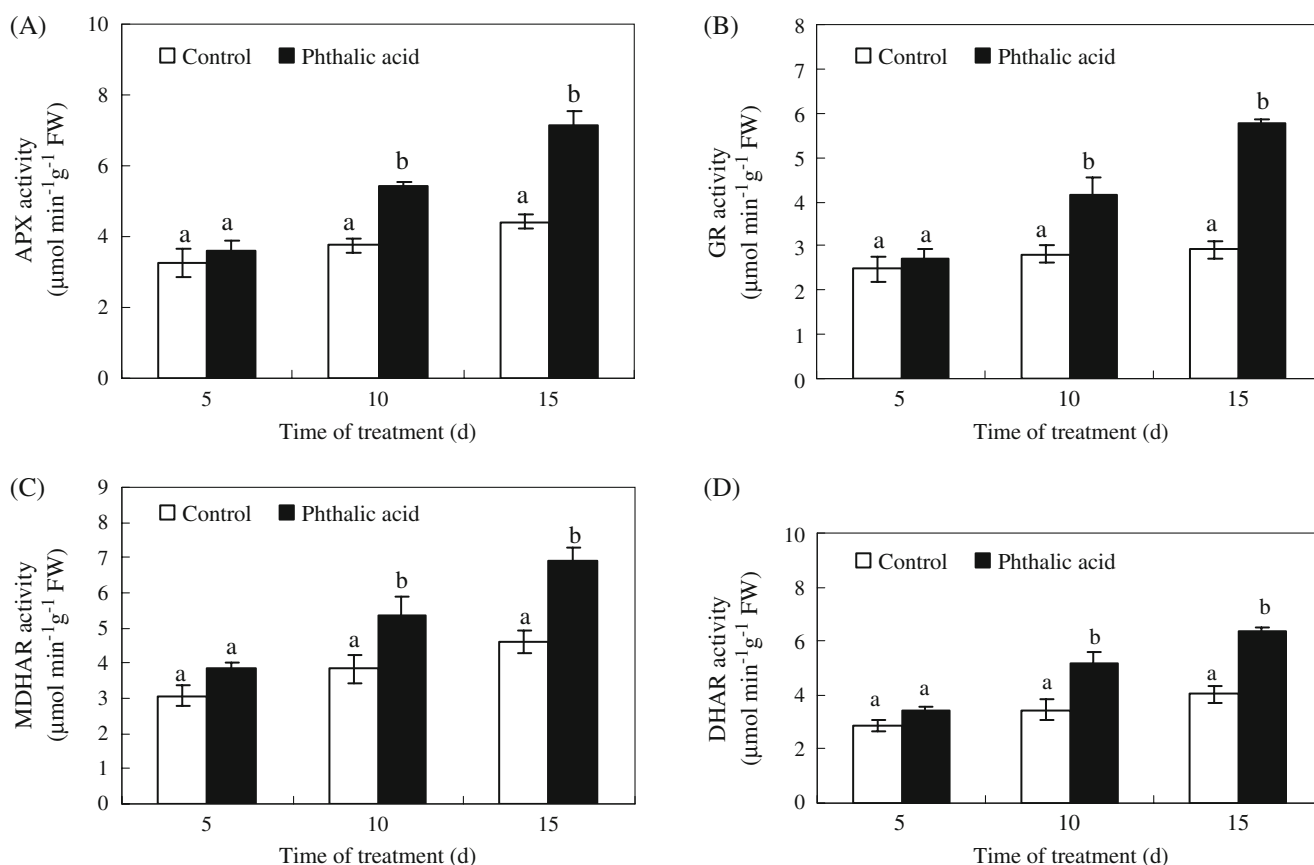 (A)
10
8
6
4
2
0
APX activity
(µmol min⁻¹g⁻¹ FW)
Control Phthalic acid
a a
a b
a b
5 10 15
Time of treatment (d)
(B)
8
7
6
5
4
3
2
1
0
GR activity
(µmol min⁻¹g⁻¹ FW)
Control Phthalic acid
a a
a b
a b
5 10 15
Time of treatment (d)
(C)
9
8
7
6
5
4
3
2
1
0
MDHAR activity
(µmol min⁻¹g⁻¹ FW)
Control Phthalic acid
a a
a b
a b
5 10 15
Time of treatment (d)
(D)
10
8
6
4
2
0
DHAR activity
(µmol min⁻¹g⁻¹ FW)
Control Phthalic acid
a a
a b
a b
5 10 15
Time of treatment (d)